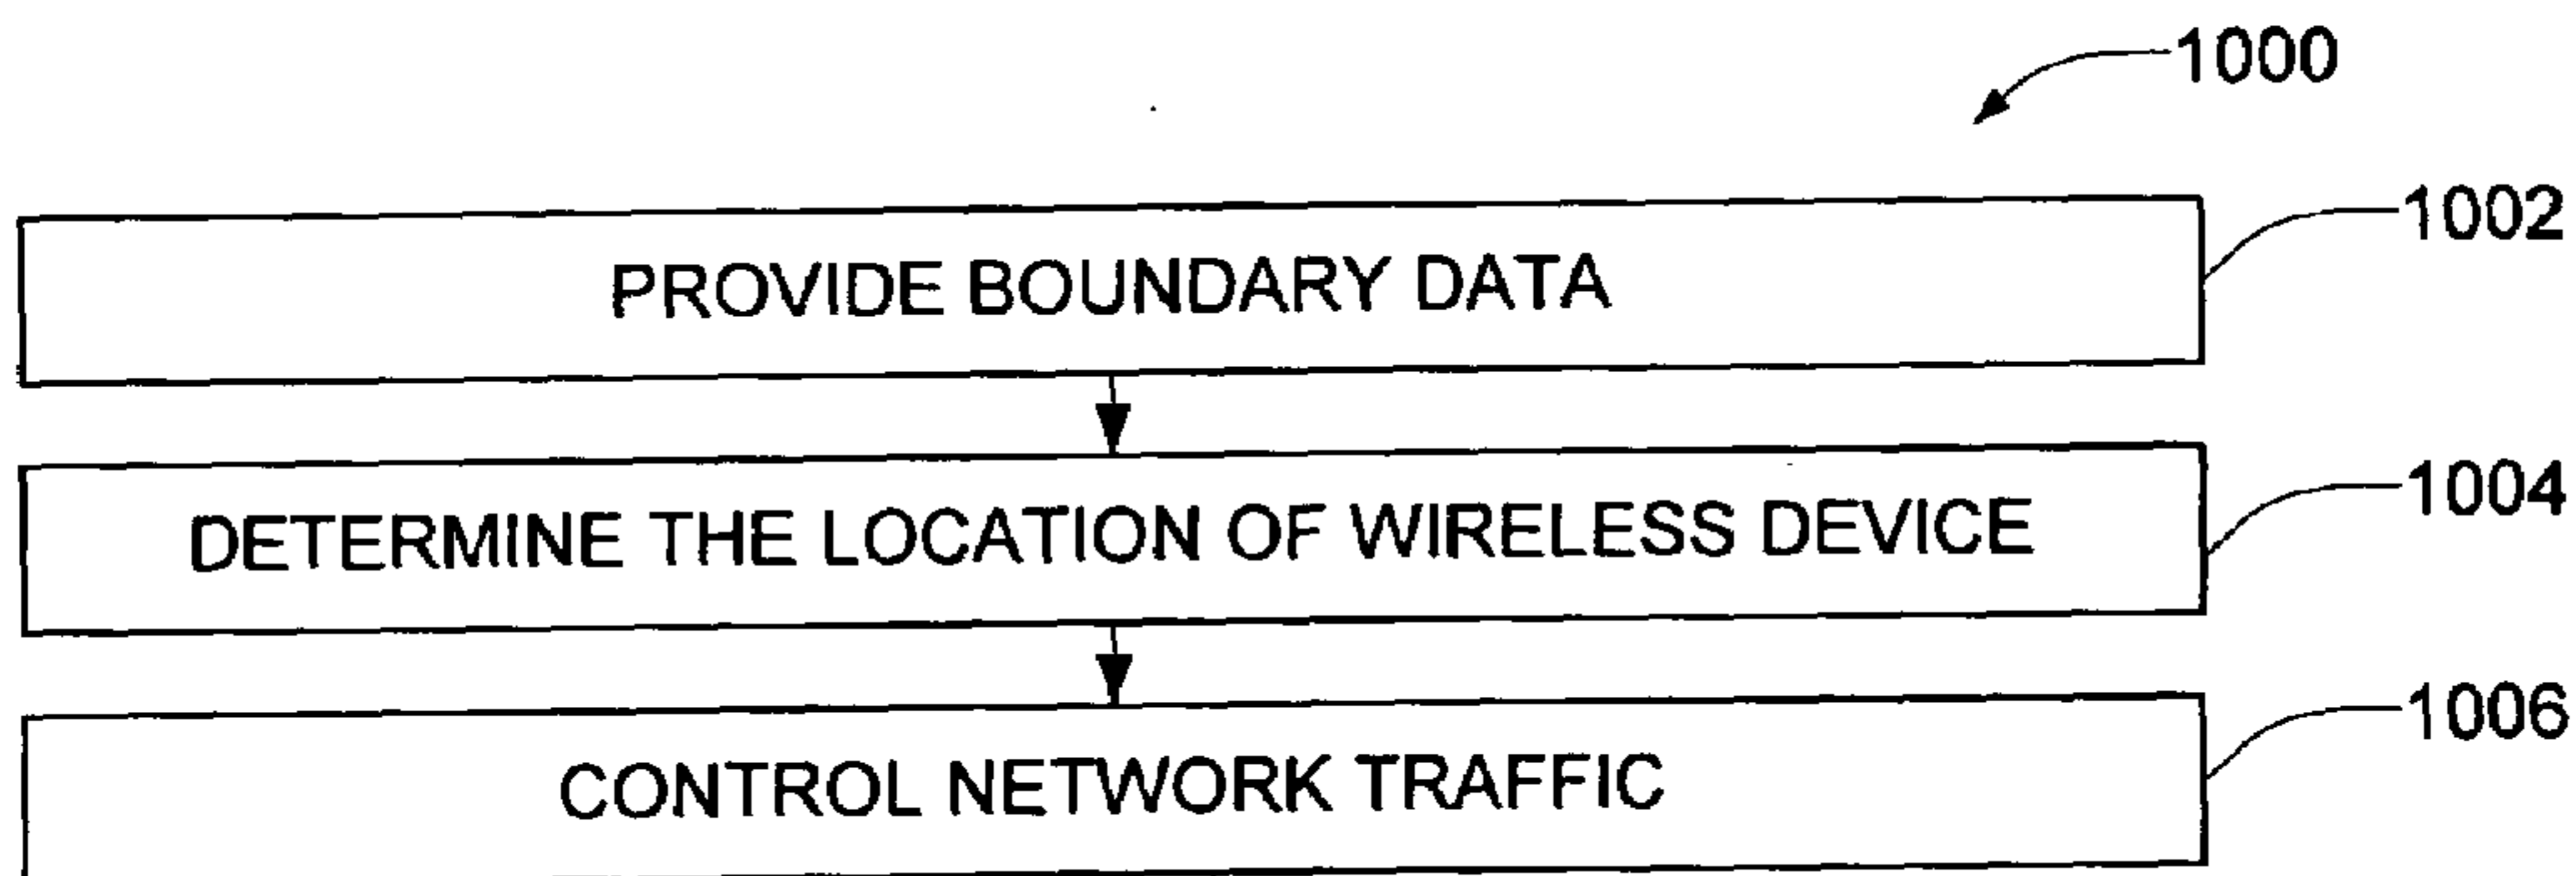 1000
PROVIDE BOUNDARY DATA
1002
DETERMINE THE LOCATION OF WIRELESS DEVICE
1004
CONTROL NETWORK TRAFFIC
1006